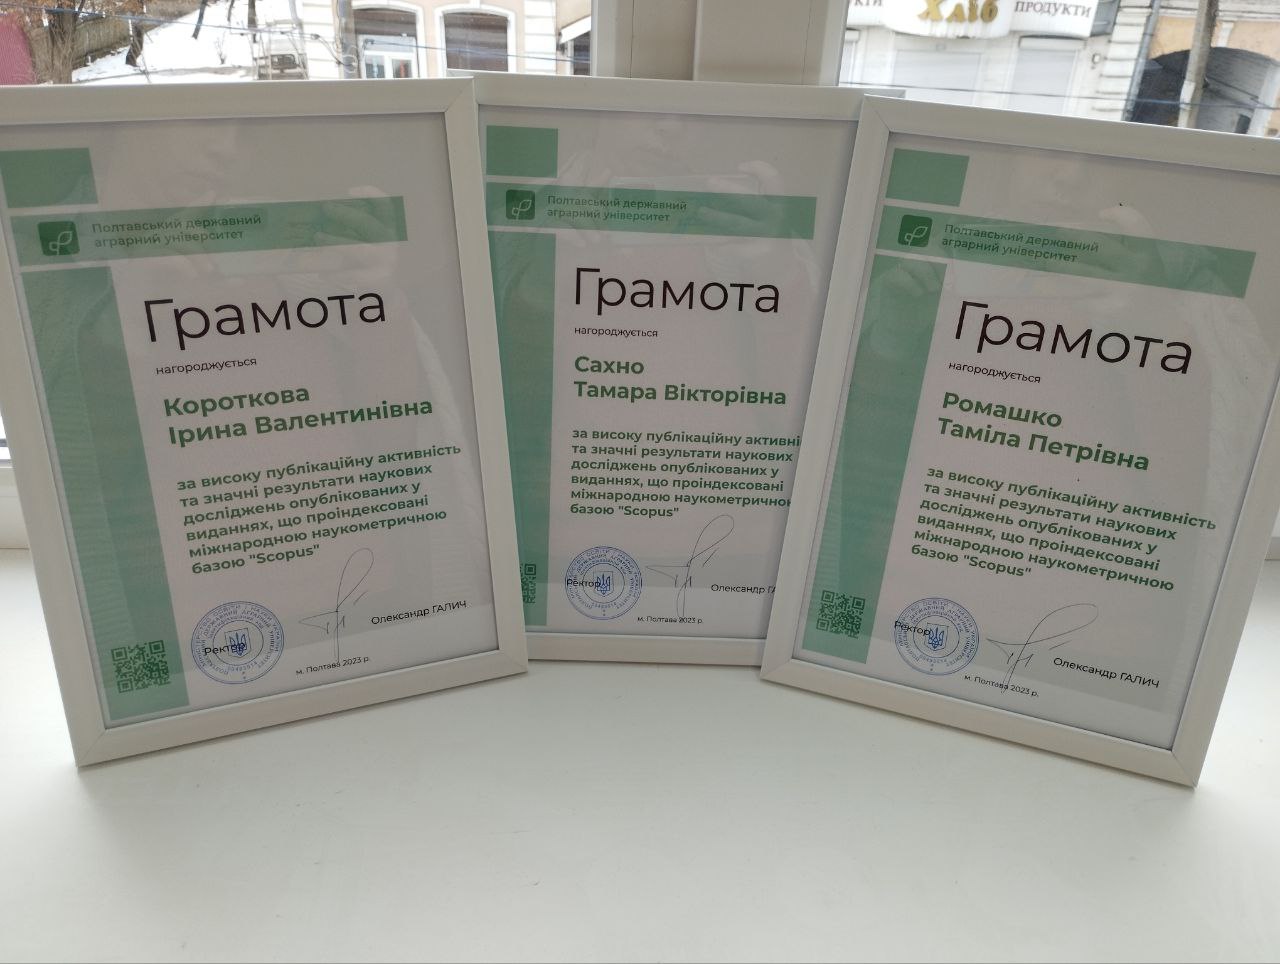 Хліб
ПРОДУКТИ
Полтавський державний
аграрний університет
Грамота
нагороджується
Короткова
Ірина Валентинівна
за високу публікаційну активність
та значні результати наукових
досліджень опублікованих у
виданнях, що проіндексовані
міжнародною наукометричною
базою "Scopus"
Ректор
Олександр ГАЛИЧ
м. Полтава 2023 р.
Полтавський державний
аграрний університет
Грамота
нагороджується
Сахно
Тамара Вікторівна
за високу публікаційну активні
та значні результати наукових
досліджень опублікованих у
виданнях, що проіндексовані
міжнародною наукометричною
базою "Scopus"
Ректор
Олександр ГА
м. Полтава 2023 р.
Полтавський державний
аграрний університет
Грамота
нагороджується
Ромашко
Таміла Петрівна
за високу публікаційну активність
та значні результати наукових
досліджень опублікованих у
виданнях, що проіндексовані
міжнародною наукометричною
базою "Scopus"
Ректор
Олександр ГАЛИЧ
м. Полтава 2023 р.